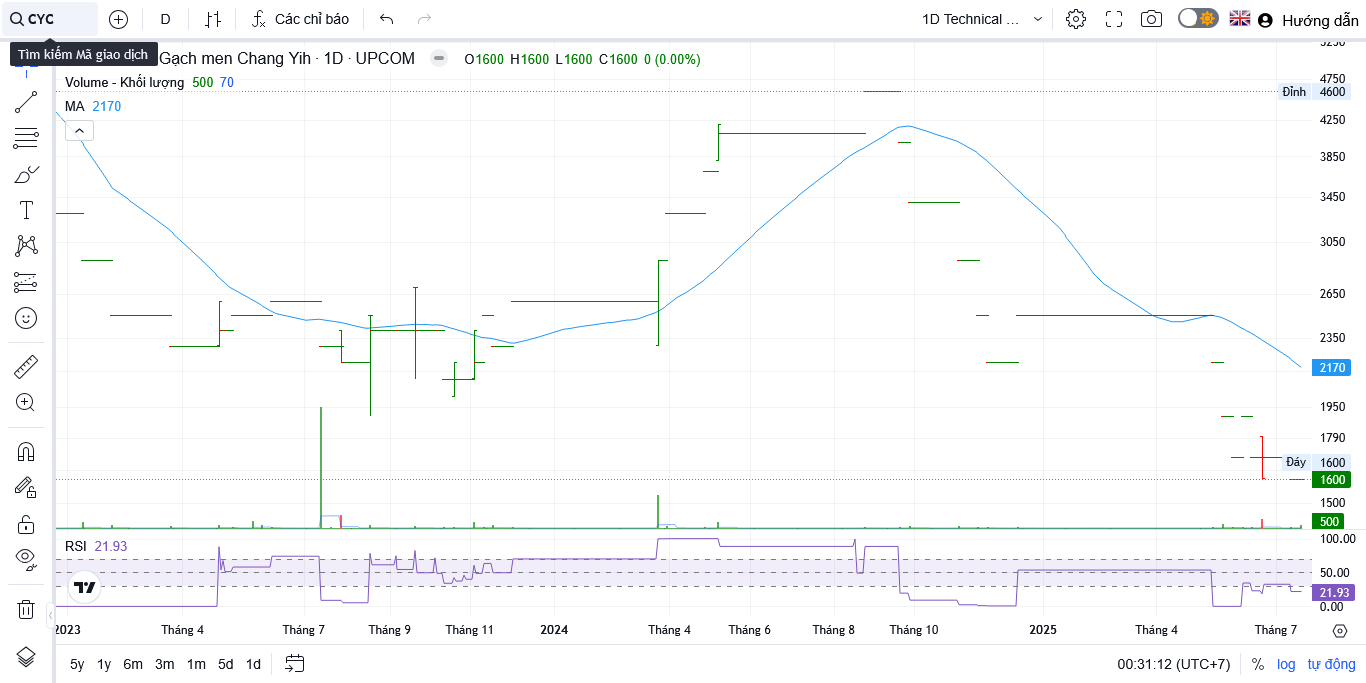 CYC
D
Các chỉ báo
1D Technical ...
Hướng dẫn
Tìm kiếm Mã giao dịch
Gạch men Chang Yih · 1D · UPCOM
O1600 H1600 L1600 C1600 0 (0.00%)
Volume - Khối lượng 500 70
MA 2170
5250
4750
Đỉnh 4600
4250
3850
3450
3050
2650
2350
2170
1950
1790
Đáy 1600
1600
1500
500
RSI 21.93
100.00
50.00
21.93
0.00
2023 Tháng 4 Tháng 7 Tháng 9 Tháng 11 2024 Tháng 4 Tháng 6 Tháng 8 Tháng 10 2025 Tháng 4 Tháng 7
5y 1y 6m 3m 1m 5d 1d
00:31:12 (UTC+7) % log tự động